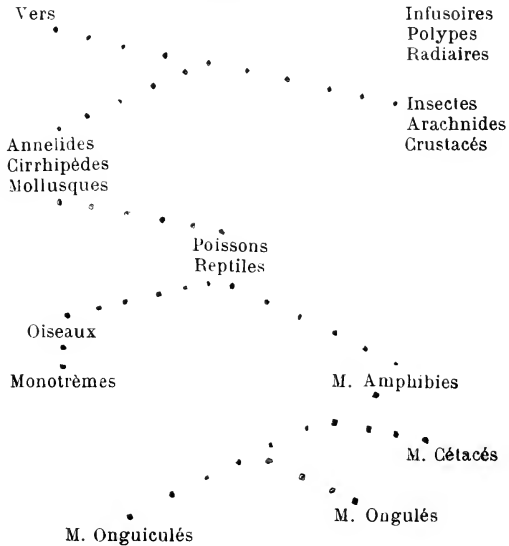 Vers
Infusoires
Polypes
Radiaires
Insectes
Arachnides
Crustacés
Annelides
Cirrhipèdes
Mollusques
Poissons
Reptiles
Oiseaux
Monotrèmes
M. Amphibies
M. Cétacés
M. Onguiculés
M. Ongulés